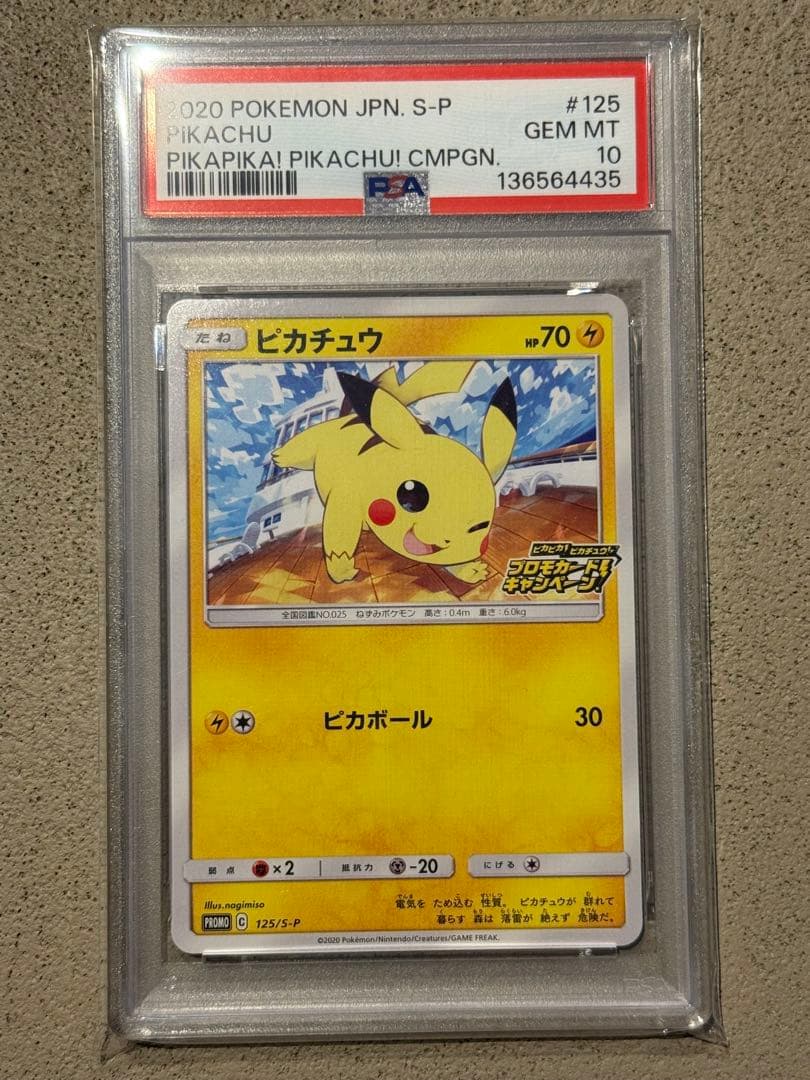 2020 POKEMON JPN. S-P #125
PIKACHU GEM MT
PIKAPIKA! PIKACHU! CMPGN. 10
PSA 136564435
たね ピカチュウ HP70
ピカピカ!ピカチュウ!
プロモカード
キャンペーン!
全国図鑑NO.025 ねずみポケモン 高さ:0.4m 重さ:6.0kg
ピカボール 30
弱点 ×2 抵抗力 -20 にげる
Illus.nagimiso
電気を ため込む 性質。 ピカチュウが 群れて
暮らす 森は 落雷が 絶えず 危険だ。
PROMO C 125/S-P
©2020 Pokémon/Nintendo/Creatures/GAME FREAK.